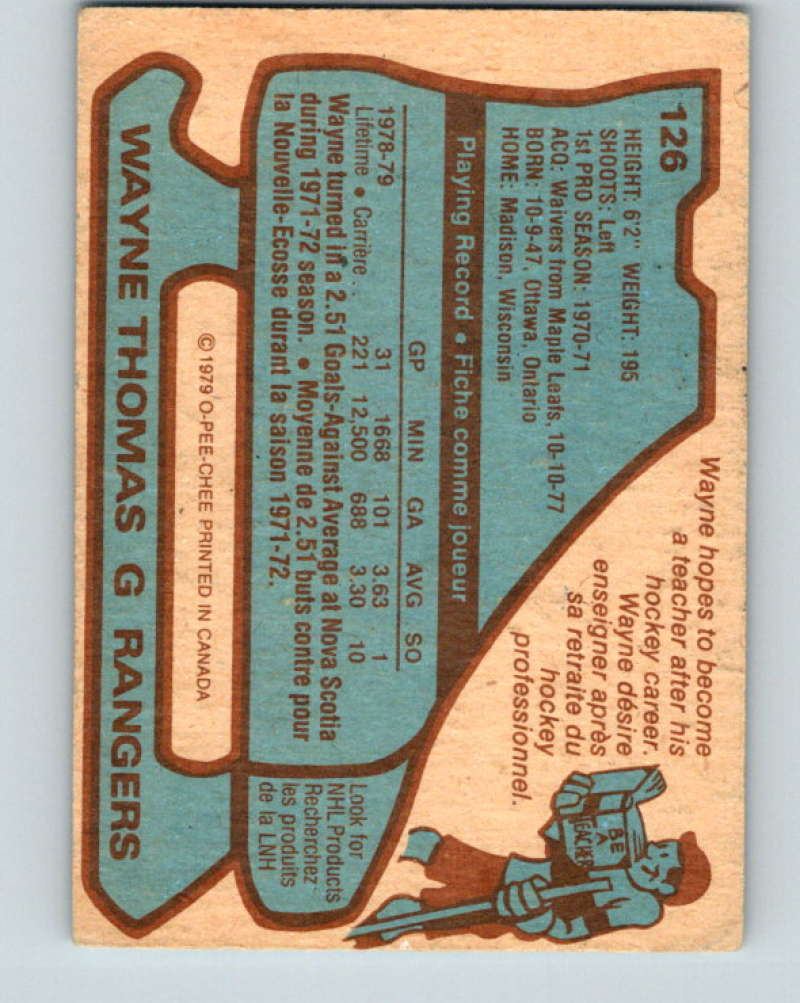 126
HEIGHT: 6'2" WEIGHT: 195
SHOOTS: Left
1st PRO SEASON: 1970-71
ACQ: Waivers from Maple Leafs, 10-10-77
BORN: 10-9-47, Ottawa, Ontario
HOME: Madison, Wisconsin
Wayne hopes to become
a teacher after his
hockey career.
Wayne désire
enseigner après
sa retraite du
hockey
professionnel.
BE
A
TEACHER
Playing Record • Fiche comme joueur
GP MIN GA AVG SO
1978-79 31 1668 101 3.63 1
Lifetime • Carrière . . 221 12,500 688 3.30 10
Wayne turned in a 2.51 Goals-Against Average at Nova Scotia
during 1971-72 season. • Moyenne de 2.51 buts contre pour
la Nouvelle-Ecosse durant la saison 1971-72.
Look for
NHL Products
Recherchez
les produits
de la LNH
© 1979 O-PEE-CHEE PRINTED IN CANADA
WAYNE THOMAS G RANGERS